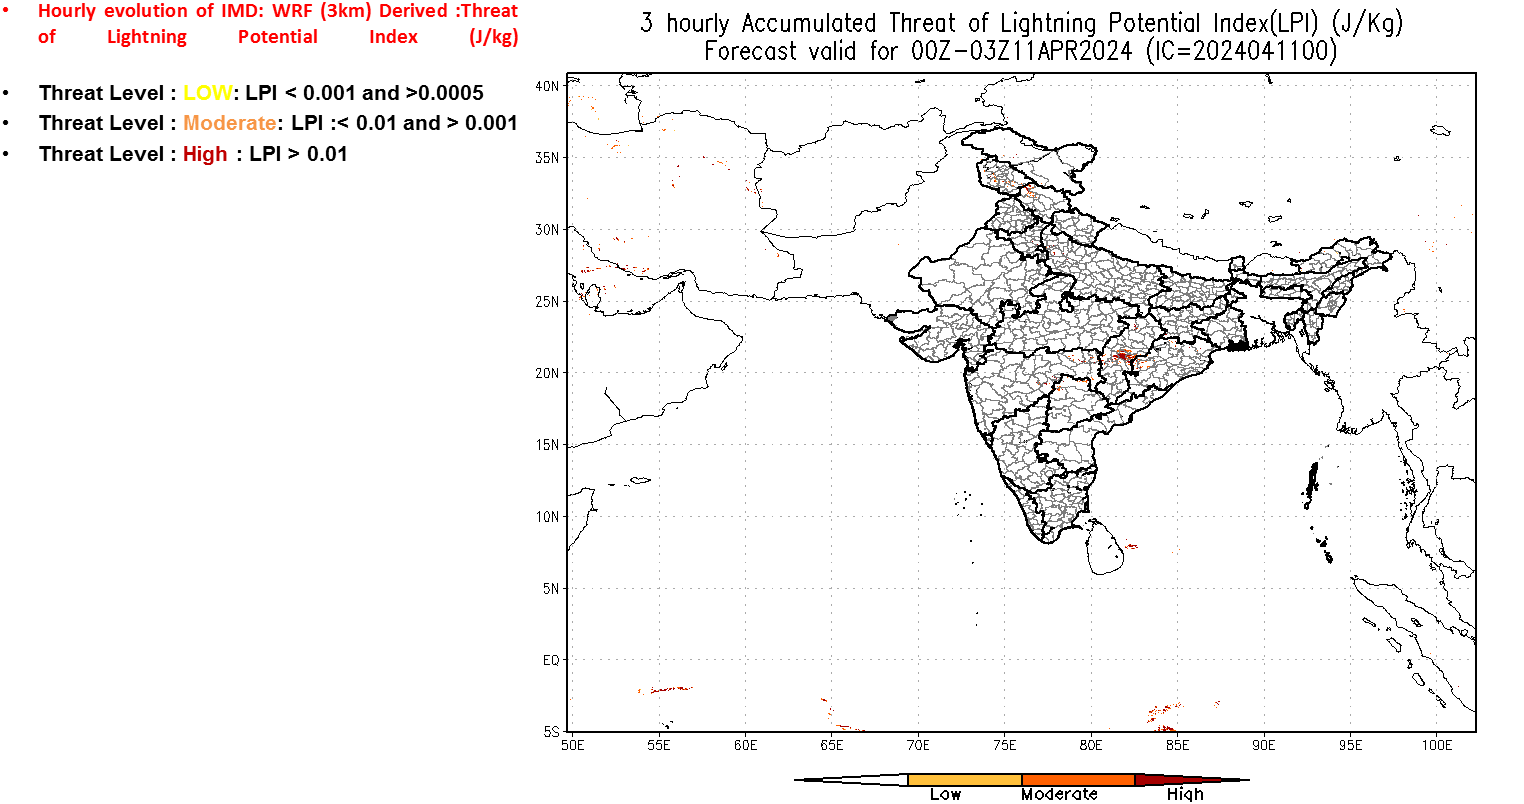 • Hourly evolution of IMD: WRF (3km) Derived :Threat
of Lightning Potential Index (J/kg)
• Threat Level : LOW: LPI < 0.001 and >0.0005
• Threat Level : Moderate: LPI :< 0.01 and > 0.001
• Threat Level : High : LPI > 0.01
3 hourly Accumulated Threat of Lightning Potential Index(LPI) (J/Kg)
Forecast valid for 00Z-03Z11APR2024 (IC=2024041100)
40N
35N
30N
25N
20N
15N
10N
5N
EQ
5S
50E 55E 60E 65E 70E 75E 80E 85E 90E 95E 100E
Low Moderate High